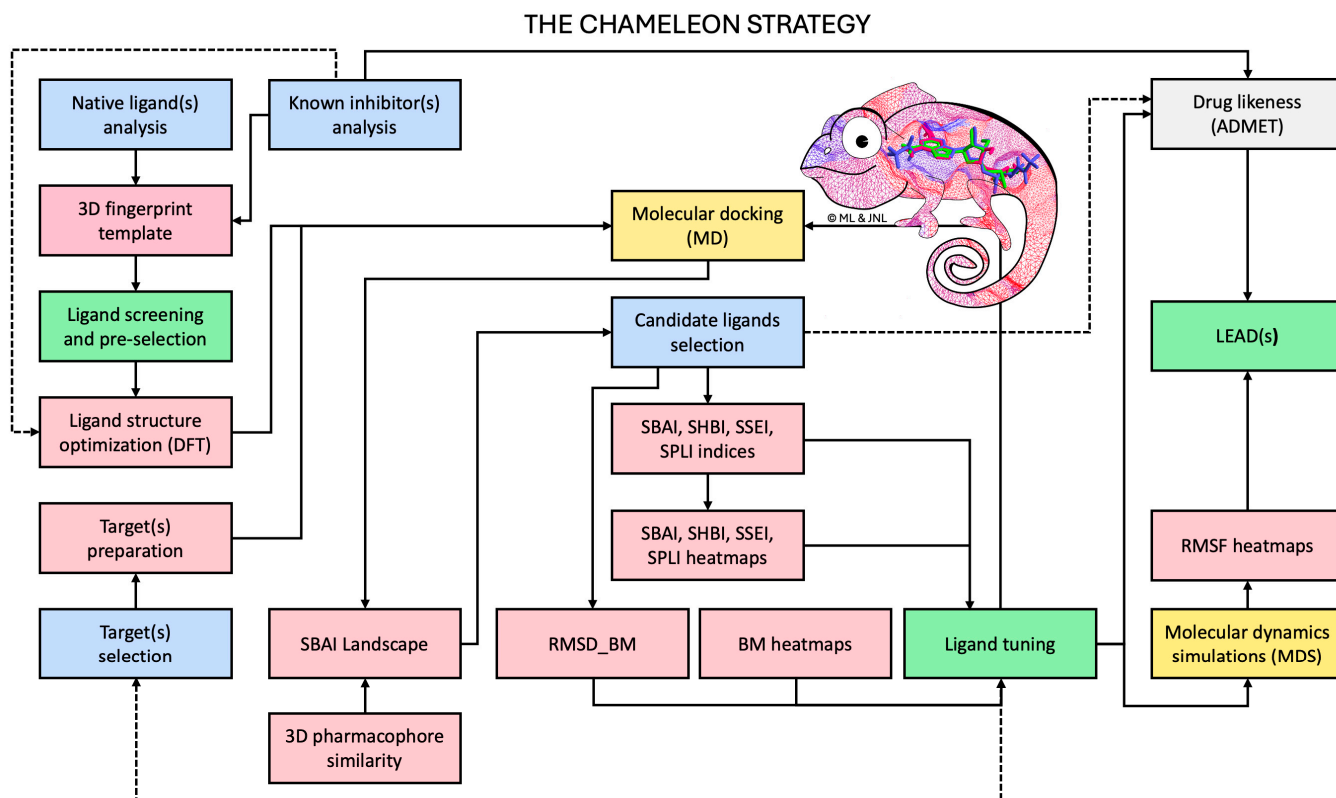 THE CHAMELEON STRATEGY
Native ligand(s)
analysis
Known inhibitor(s)
analysis
Drug likeness
(ADMET)
3D fingerprint
template
Molecular docking
(MD)
© ML & JNL
Ligand screening
and pre-selection
Candidate ligands
selection
LEAD(s)
Ligand structure
optimization (DFT)
SBAI, SHBI, SSEI,
SPLI indices
Target(s)
preparation
SBAI, SHBI, SSEI,
SPLI heatmaps
RMSF heatmaps
Target(s)
selection
SBAI Landscape
RMSD_BM
BM heatmaps
Ligand tuning
Molecular dynamics
simulations (MDS)
3D pharmacophore
similarity